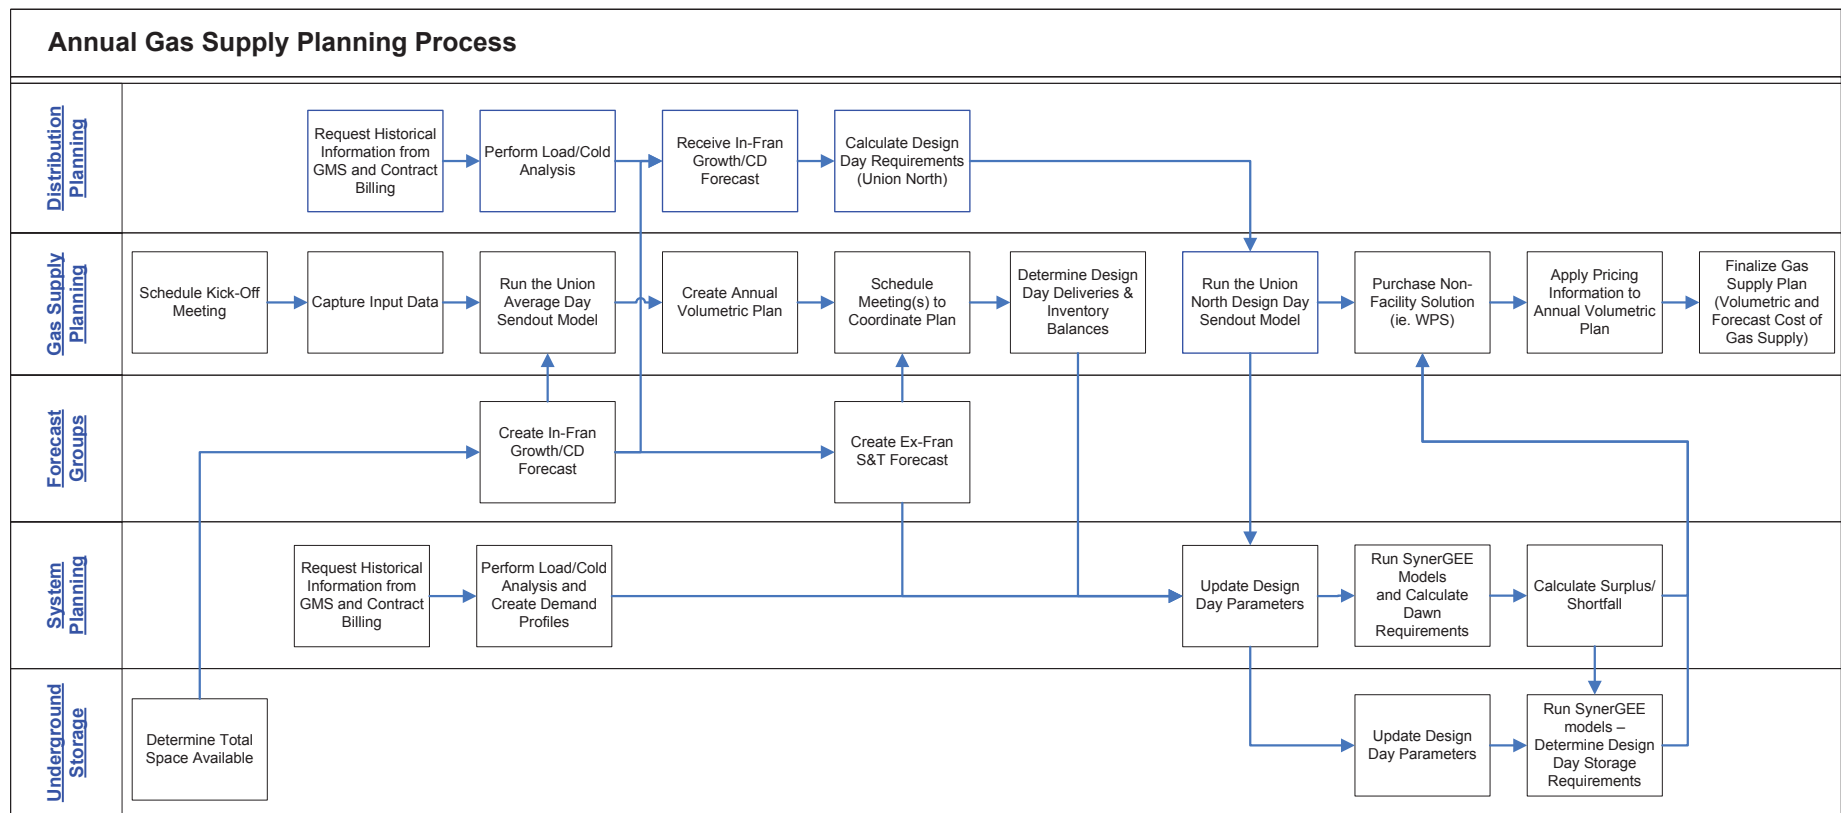 Annual Gas Supply Planning Process
Distribution
Planning
Request Historical
Information from
GMS and Contract
Billing
Perform Load/Cold
Analysis
Receive In-Fran
Growth/CD
Forecast
Calculate Design
Day Requirements
(Union North)
Gas Supply
Planning
Schedule Kick-Off
Meeting
Capture Input Data
Run the Union
Average Day
Sendout Model
Create Annual
Volumetric Plan
Schedule
Meeting(s) to
Coordinate Plan
Determine Design
Day Deliveries &
Inventory
Balances
Run the Union
North Design Day
Sendout Model
Purchase Non-
Facility Solution
(ie. WPS)
Apply Pricing
Information to
Annual Volumetric
Plan
Finalize Gas
Supply Plan
(Volumetric and
Forecast Cost of
Gas Supply)
Forecast
Groups
Create In-Fran
Growth/CD
Forecast
Create Ex-Fran
S&T Forecast
System
Planning
Request Historical
Information from
GMS and Contract
Billing
Perform Load/Cold
Analysis and
Create Demand
Profiles
Update Design
Day Parameters
Run SynerGEE
Models
and Calculate
Dawn
Requirements
Calculate Surplus/
Shortfall
Underground
Storage
Determine Total
Space Available
Update Design
Day Parameters
Run SynerGEE
models –
Determine Design
Day Storage
Requirements